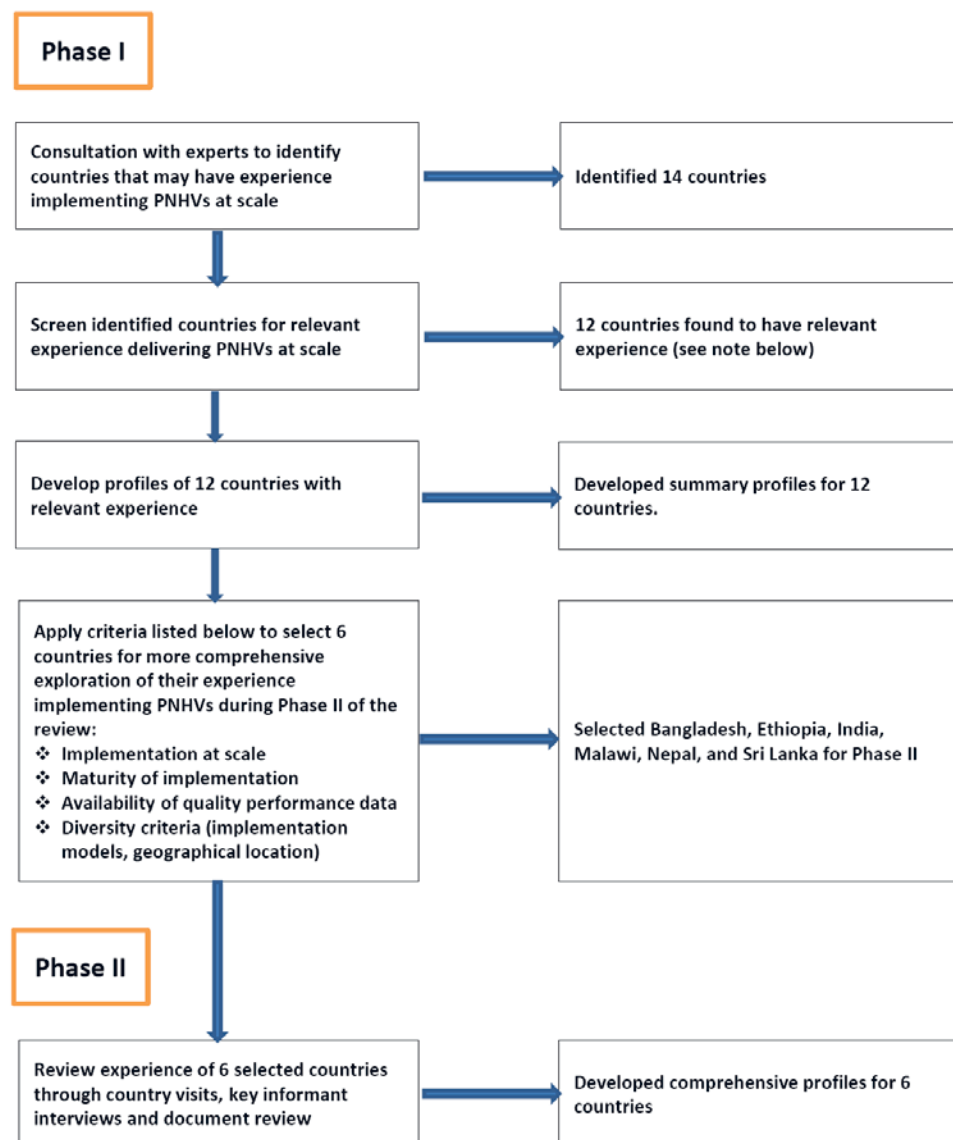 Phase I
Consultation with experts to identify
countries that may have experience
implementing PNHVs at scale
Identified 14 countries
Screen identified countries for relevant
experience delivering PNHVs at scale
12 countries found to have relevant
experience (see note below)
Develop profiles of 12 countries with
relevant experience
Developed summary profiles for 12
countries.
Apply criteria listed below to select 6
countries for more comprehensive
exploration of their experience
implementing PNHVs during Phase II of the
review:
❖ Implementation at scale
❖ Maturity of implementation
❖ Availability of quality performance data
❖ Diversity criteria (implementation
models, geographical location)
Selected Bangladesh, Ethiopia, India,
Malawi, Nepal, and Sri Lanka for Phase II
Phase II
Review experience of 6 selected countries
through country visits, key informant
interviews and document review
Developed comprehensive profiles for 6
countries